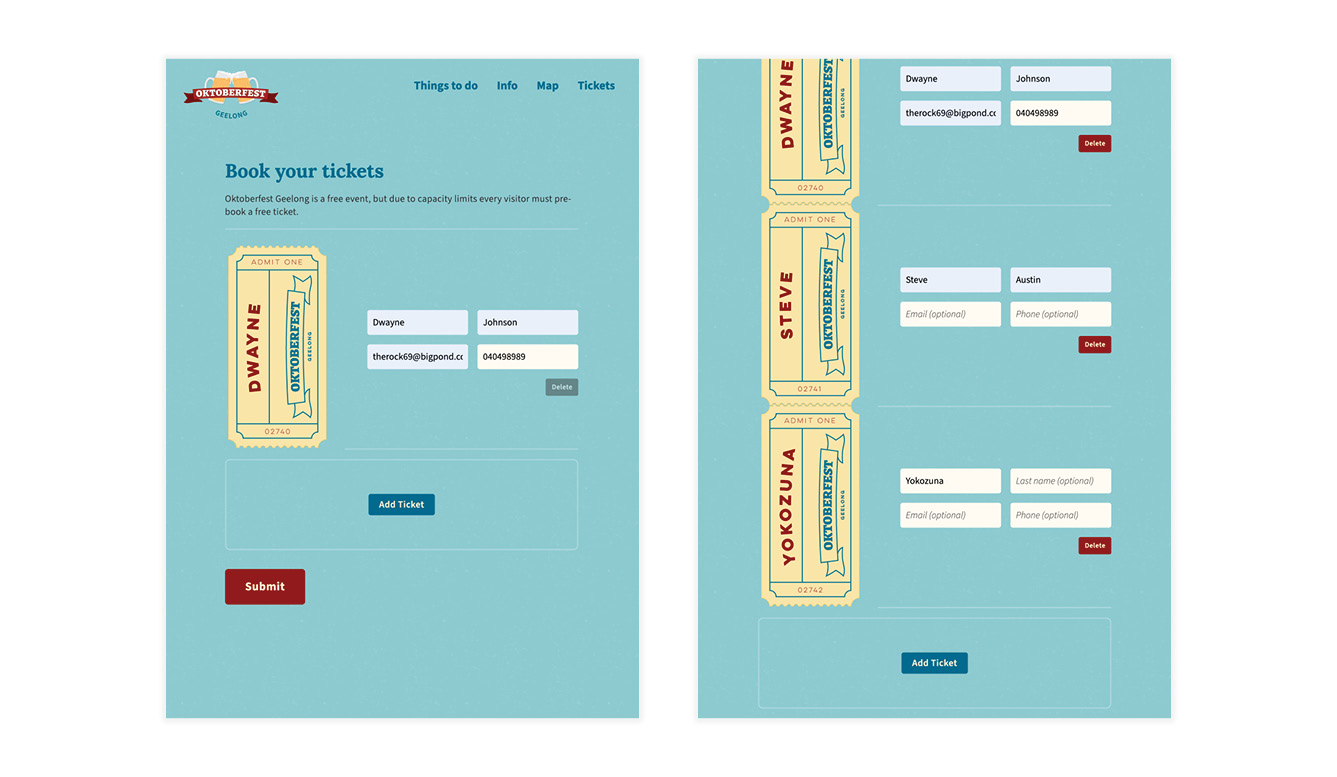 OKTOBERFEST
GEELONG
Things to do Info Map Tickets
Book your tickets
Oktoberfest Geelong is a free event, but due to capacity limits every visitor must pre-
book a free ticket.
ADMIT ONE
DWAYNE
OKTOBERFEST
GEELONG
02740
Dwayne Johnson
therock69@bigpond.cc 040498989
Delete
Add Ticket
Submit
DWAYNE
OKTOBERFEST
GEELONG
02740
Dwayne Johnson
therock69@bigpond.cc 040498989
Delete
ADMIT ONE
STEVE
OKTOBERFEST
GEELONG
02741
Steve Austin
Email (optional) Phone (optional)
Delete
ADMIT ONE
YOKOZUNA
OKTOBERFEST
GEELONG
02742
Yokozuna Last name (optional)
Email (optional) Phone (optional)
Delete
Add Ticket